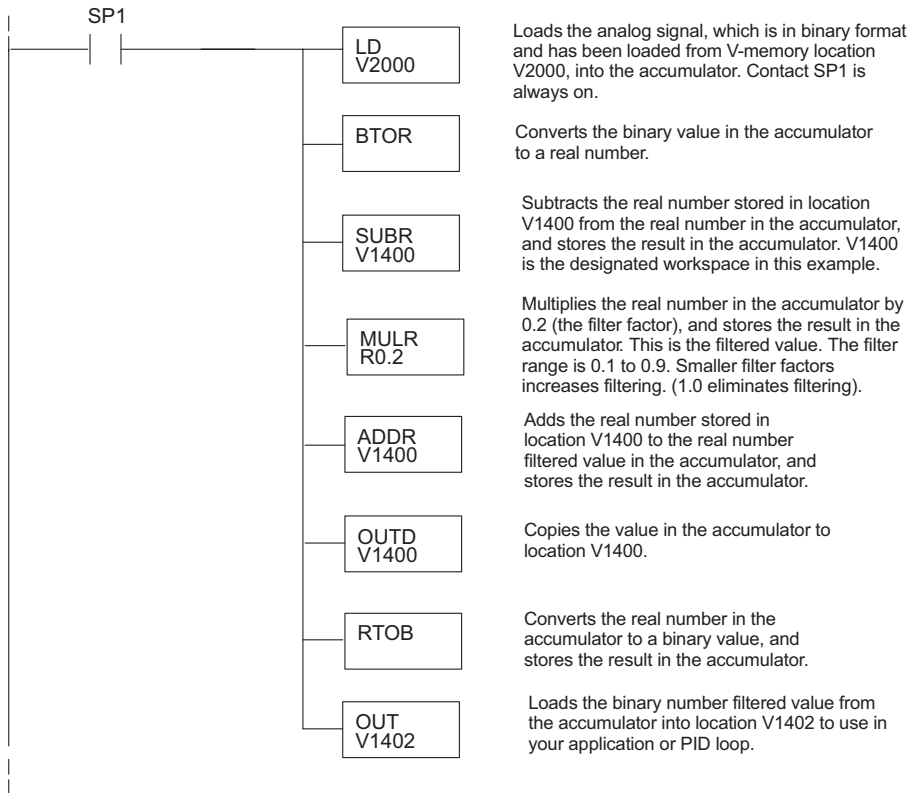 SP1
LD
V2000
Loads the analog signal, which is in binary format
and has been loaded from V-memory location
V2000, into the accumulator. Contact SP1 is
always on.
BTOR
Converts the binary value in the accumulator
to a real number.
SUBR
V1400
Subtracts the real number stored in location
V1400 from the real number in the accumulator,
and stores the result in the accumulator. V1400
is the designated workspace in this example.
MULR
R0.2
Multiplies the real number in the accumulator by
0.2 (the filter factor), and stores the result in the
accumulator. This is the filtered value. The filter
range is 0.1 to 0.9. Smaller filter factors
increases filtering. (1.0 eliminates filtering).
ADDR
V1400
Adds the real number stored in
location V1400 to the real number
filtered value in the accumulator, and
stores the result in the accumulator.
OUTD
V1400
Copies the value in the accumulator to
location V1400.
RTOB
Converts the real number in the
accumulator to a binary value, and
stores the result in the accumulator.
OUT
V1402
Loads the binary number filtered value from
the accumulator into location V1402 to use in
your application or PID loop.